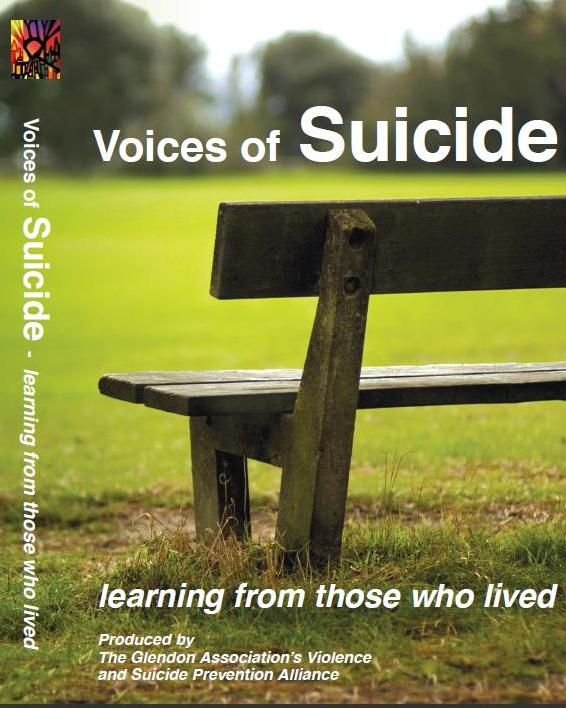 Voices of Suicide - learning from those who lived
Voices of Suicide
learning from those who lived
Produced by
The Glendon Association's Violence
and Suicide Prevention Alliance